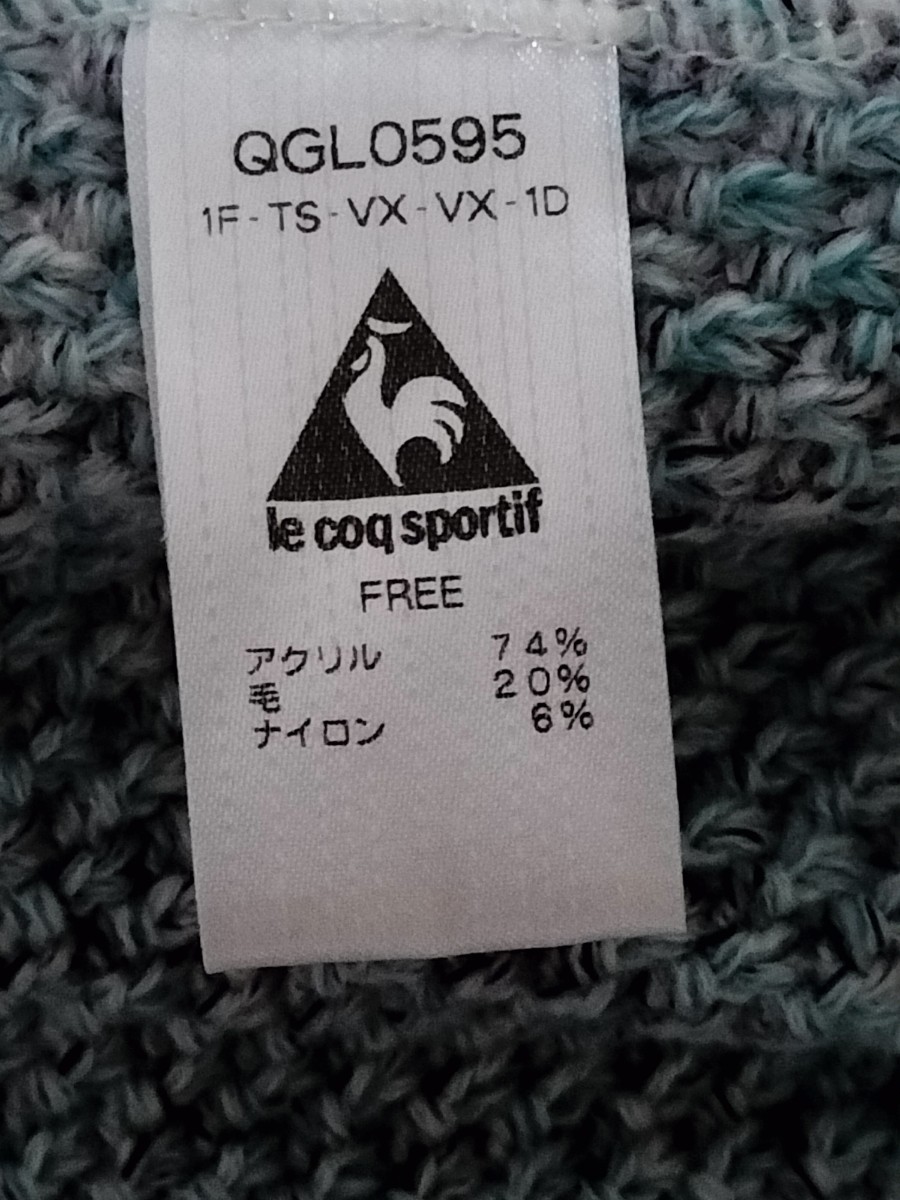 QGL0595
1F-TS-VX-VX-1D
le coq sportif
FREE
アクリル 74%
毛 20%
ナイロン 6%